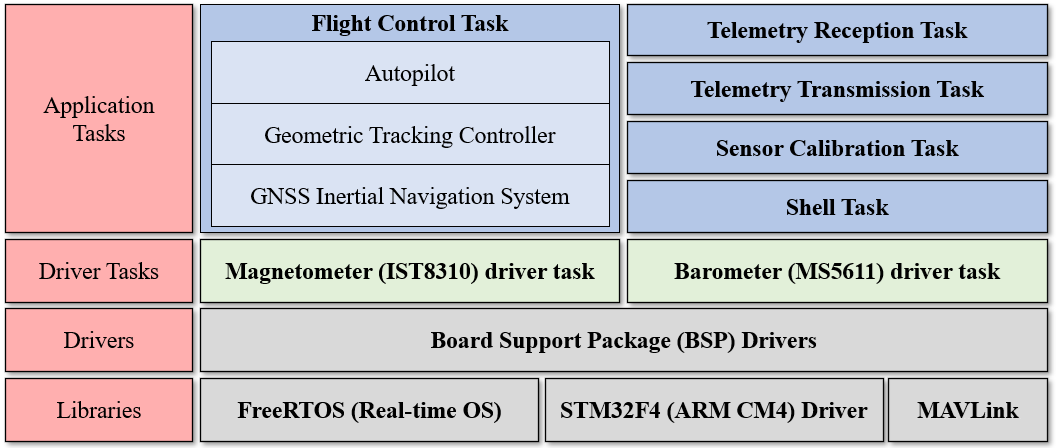 Application
Tasks
Flight Control Task
Autopilot
Geometric Tracking Controller
GNSS Inertial Navigation System
Telemetry Reception Task
Telemetry Transmission Task
Sensor Calibration Task
Shell Task
Driver Tasks
Magnetometer (IST8310) driver task
Barometer (MS5611) driver task
Drivers
Board Support Package (BSP) Drivers
Libraries
FreeRTOS (Real-time OS)
STM32F4 (ARM CM4) Driver
MAVLink